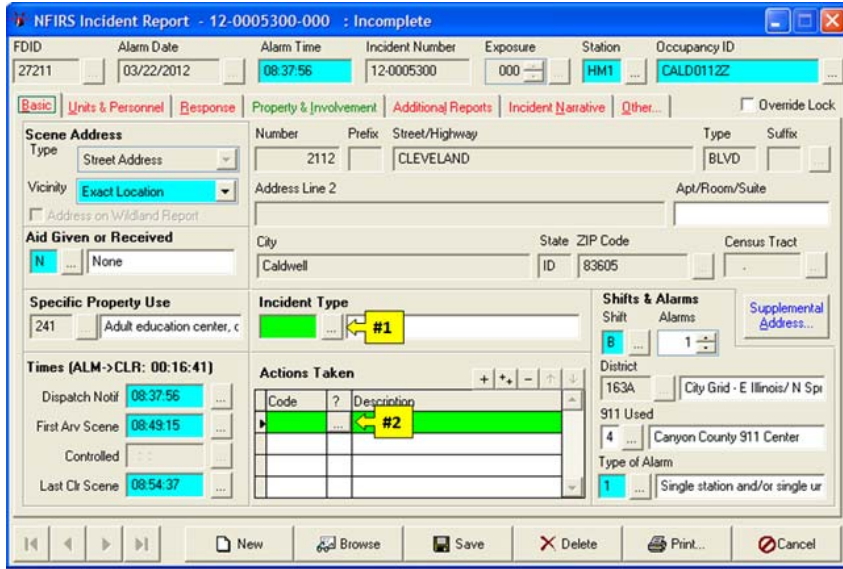 NFIRS Incident Report - 12-0005300-000 : Incomplete
FDID Alarm Date Alarm Time Incident Number Exposure Station Occupancy ID
27211 ... 03/22/2012 ... 08:37:56 12-0005300 000 HM1 ... CALD0112Z ...
Basic Units & Personnel Response Property & Involvement Additional Reports Incident Narrative Other... Override Lock
Scene Address Number Prefix Street/Highway Type Suffix
Type Street Address 2112 CLEVELAND BLVD ...
Vicinity Exact Location Address Line 2 Apt/Room/Suite
Address on Wildland Report
Aid Given or Received City State ZIP Code Census Tract
N ... None Caldwell ID 83605 ... . ...
Specific Property Use Incident Type Shifts & Alarms
Shift Alarms Supplemental
Address...
241 ... Adult education center, c ... #1 B ... 1
Times (ALM->CLR: 00:16:41) Actions Taken + *+ - ↑ ↓ District
Dispatch Notif 08:37:56 ... Code ? Description 163A City Grid - E Illinois/ N Spr
First Arv Scene 08:49:15 ... ... #2 911 Used
4 ... Canyon County 911 Center
Controlled : : ... Type of Alarm
Last Clr Scene 08:54:37 ... 1 ... Single station and/or single ur
New Browse Save Delete Print... Cancel